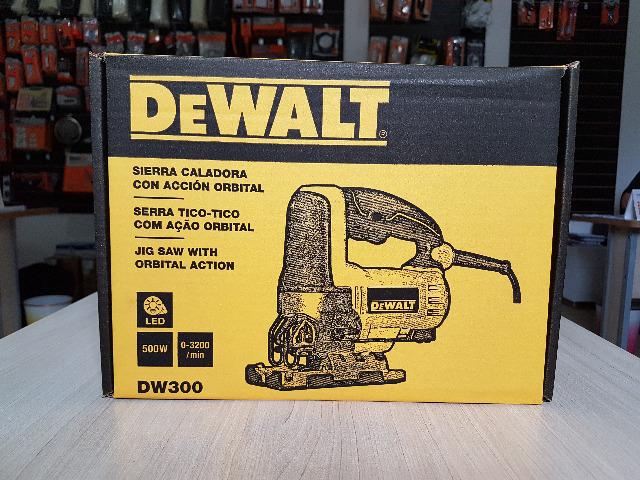 DEWALT®
SIERRA CALADORA
CON ACCIÓN ORBITAL
SERRA TICO-TICO
COM AÇÃO ORBITAL
JIG SAW WITH
ORBITAL ACTION
DEWALT
LED
500W
0-3200
/min
DW300